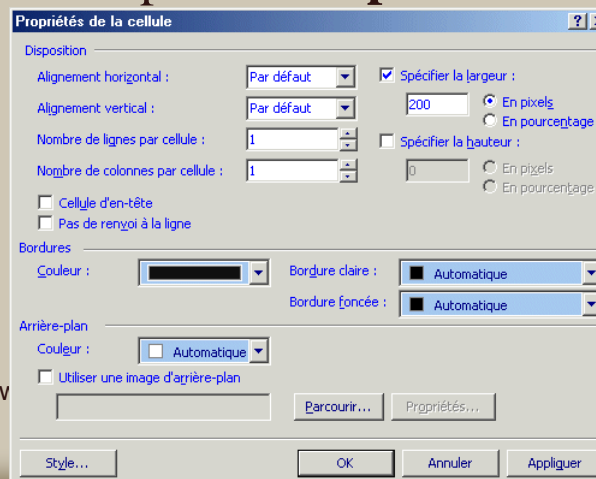 Propriétés de la cellule
Disposition
Alignement horizontal : Par défaut
Spécifier la largeur :
Alignement vertical : Par défaut
200 En pixels
En pourcentage
Nombre de lignes par cellule : 1
Spécifier la hauteur :
Nombre de colonnes par cellule : 1
0 En pixels
En pourcentage
Cellule d'en-tête
Pas de renvoi à la ligne
Bordures
Couleur :
Bordure claire : Automatique
Bordure foncée : Automatique
Arrière-plan
Couleur : Automatique
Utiliser une image d'arrière-plan
Parcourir... Propriétés...
Style... OK Annuler Appliquer